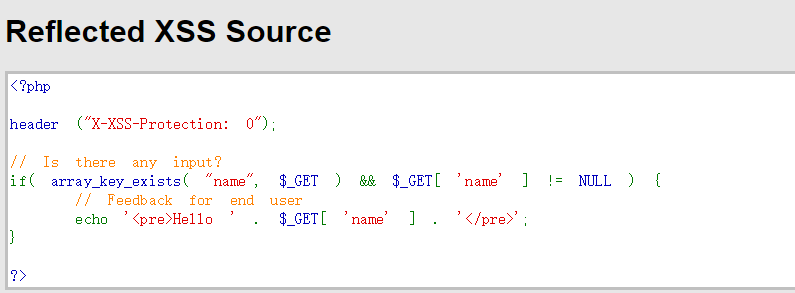 Reflected XSS Source
<?php
header ("X-XSS-Protection: 0");
// Is there any input?
if( array_key_exists( "name", $_GET ) && $_GET[ 'name' ] != NULL ) {
// Feedback for end user
echo '<pre>Hello ' . $_GET[ 'name' ] . '</pre>';
}
?>